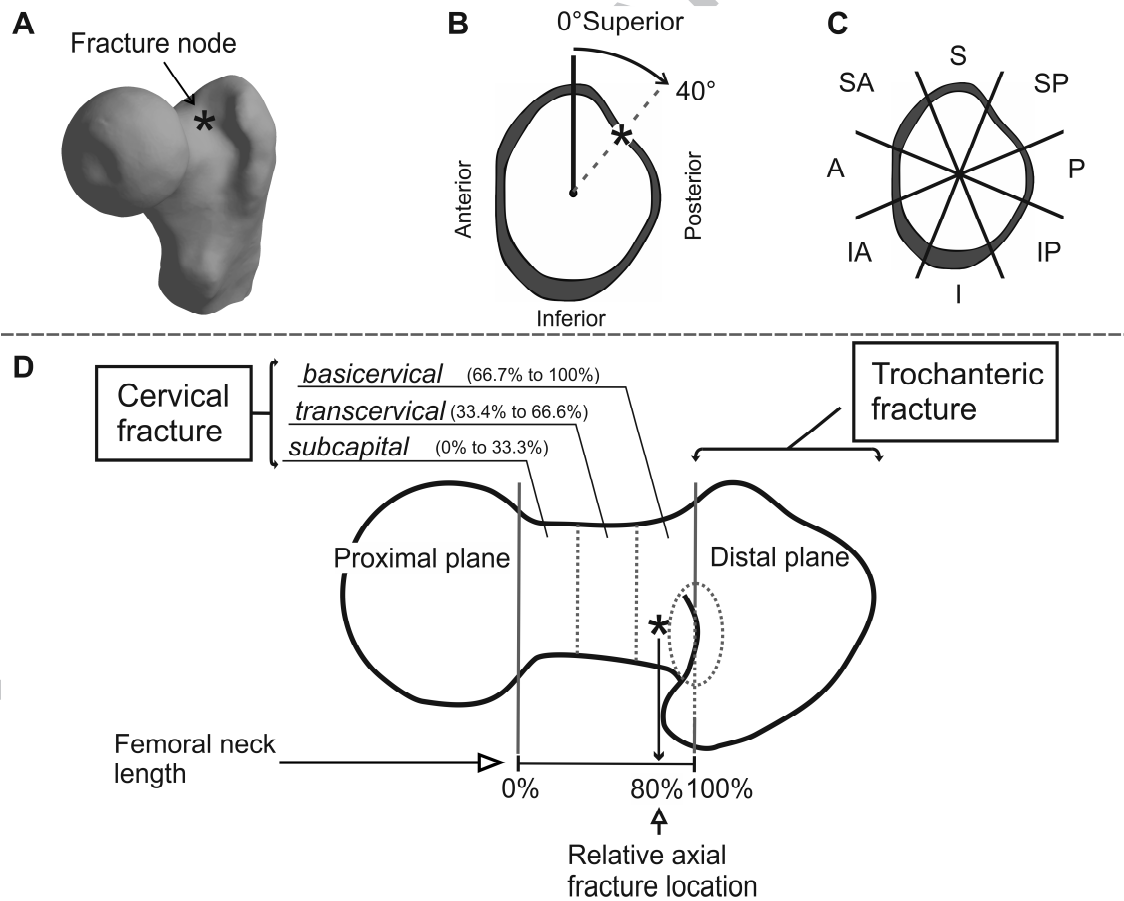 A
Fracture node
*
B
0°Superior
40°
*
Anterior
Posterior
Inferior
C
S
SA
SP
A
P
IA
IP
I
D
Cervical
fracture
basicervical (66.7% to 100%)
transcervical (33.4% to 66.6%)
subcapital (0% to 33.3%)
Trochanteric
fracture
Proximal plane
Distal plane
*
Femoral neck
length
0%
80%
100%
Relative axial
fracture location